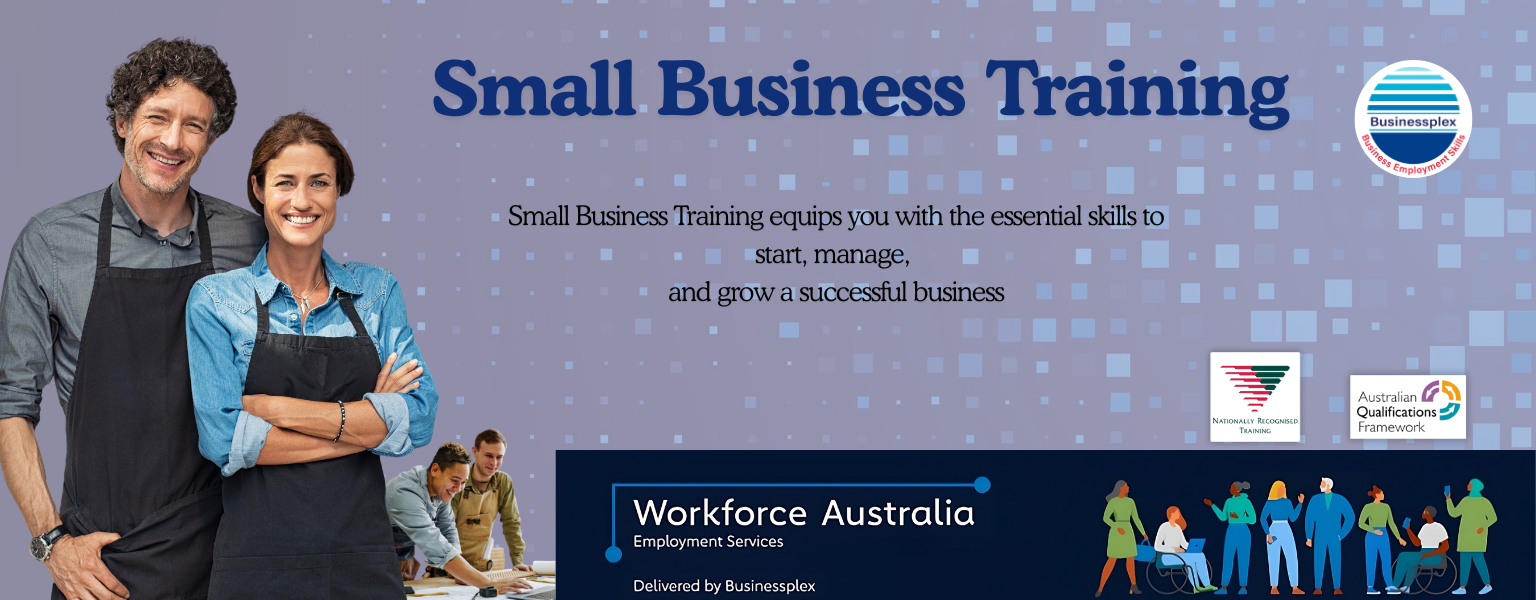 Small Business Training
Businessplex
Business Employment Skills
Small Business Training equips you with the essential skills to
start, manage,
and grow a successful business
NATIONALLY RECOGNISED
TRAINING
Australian
Qualifications
Framework
Workforce Australia
Employment Services
Delivered by Businessplex